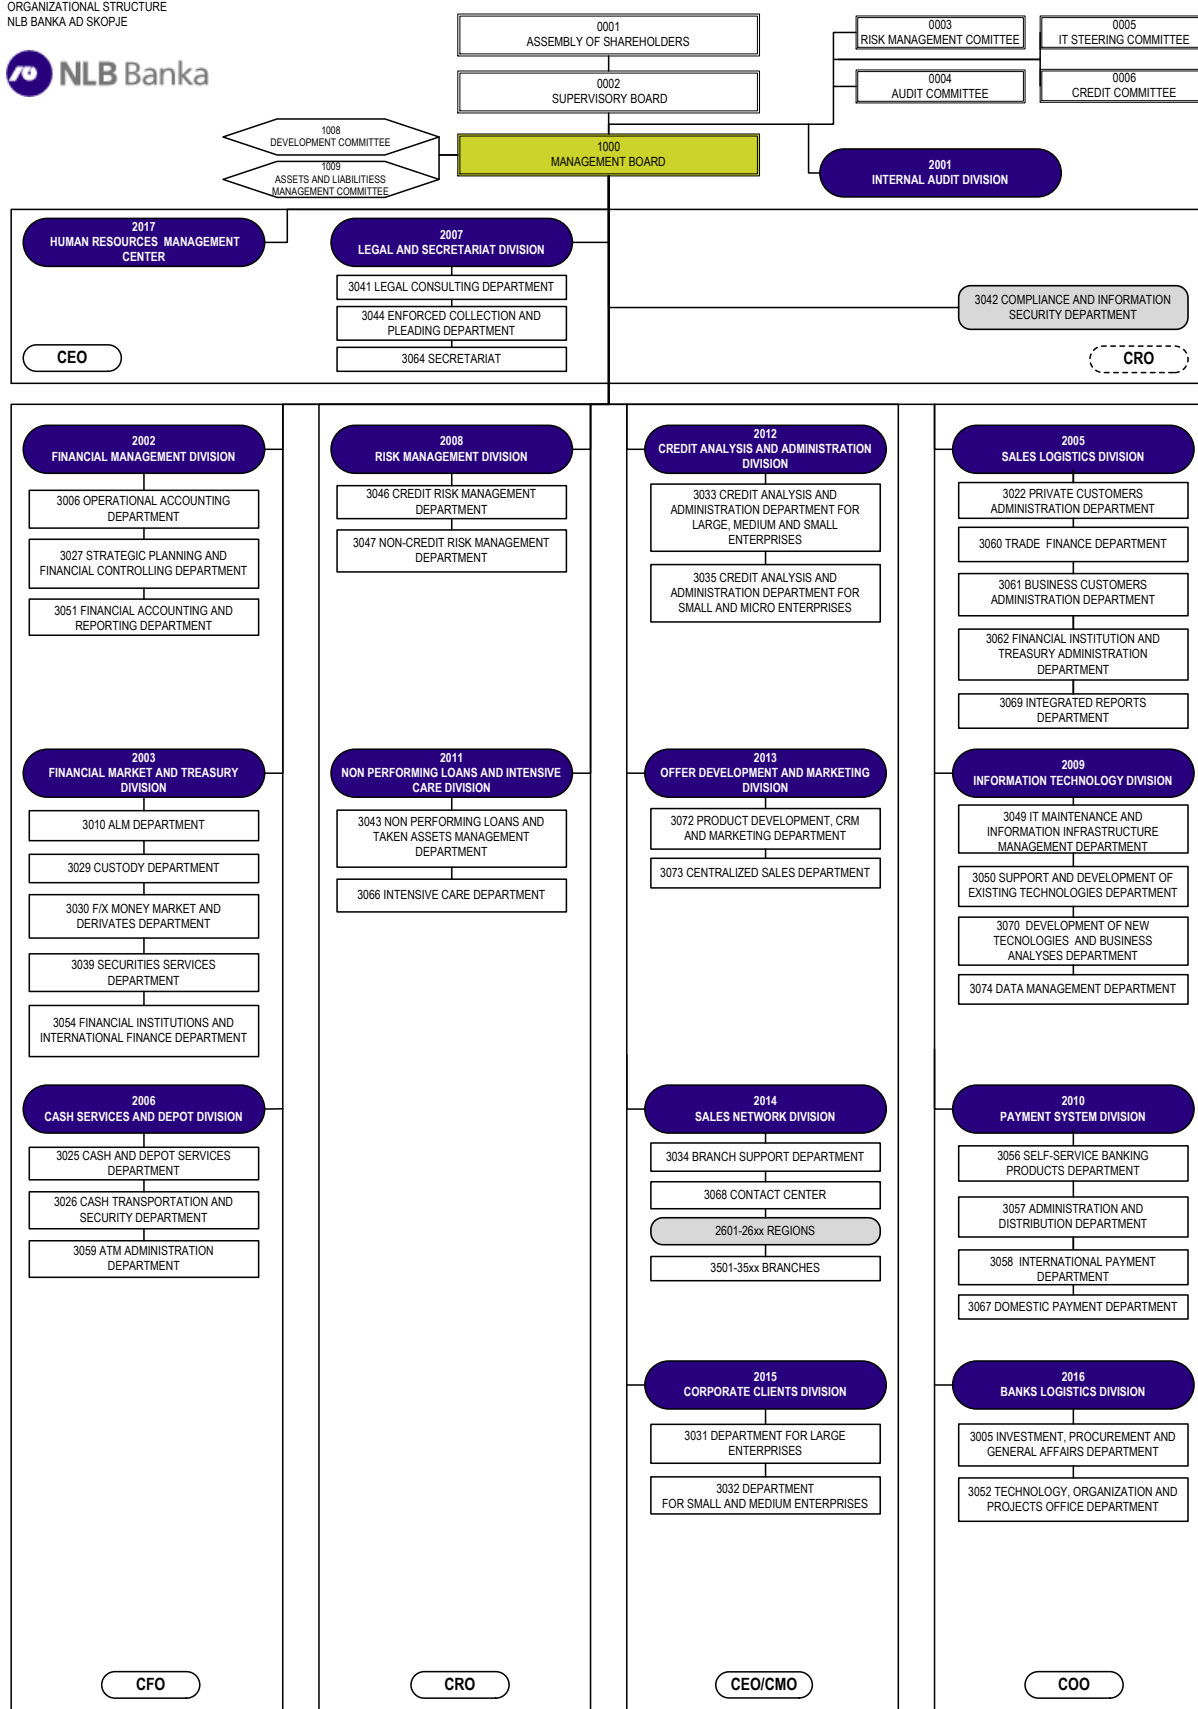 ORGANIZATIONAL STRUCTURE
NLB BANKA AD SKOPJE
NLB Banka
0001
ASSEMBLY OF SHAREHOLDERS
0002
SUPERVISORY BOARD
0003
RISK MANAGEMENT COMITTEE
0005
IT STEERING COMMITTEE
0004
AUDIT COMMITTEE
0006
CREDIT COMMITTEE
1008
DEVELOPMENT COMMITTEE
1009
ASSETS AND LIABILITIESS
MANAGEMENT COMMITTEE
1000
MANAGEMENT BOARD
2001
INTERNAL AUDIT DIVISION
2017
HUMAN RESOURCES MANAGEMENT
CENTER
2007
LEGAL AND SECRETARIAT DIVISION
3041 LEGAL CONSULTING DEPARTMENT
3044 ENFORCED COLLECTION AND
PLEADING DEPARTMENT
3064 SECRETARIAT
3042 COMPLIANCE AND INFORMATION
SECURITY DEPARTMENT
CEO
CRO
2002
FINANCIAL MANAGEMENT DIVISION
3006 OPERATIONAL ACCOUNTING
DEPARTMENT
3027 STRATEGIC PLANNING AND
FINANCIAL CONTROLLING DEPARTMENT
3051 FINANCIAL ACCOUNTING AND
REPORTING DEPARTMENT
2003
FINANCIAL MARKET AND TREASURY
DIVISION
3010 ALM DEPARTMENT
3029 CUSTODY DEPARTMENT
3030 F/X MONEY MARKET AND
DERIVATES DEPARTMENT
3039 SECURITIES SERVICES
DEPARTMENT
3054 FINANCIAL INSTITUTIONS AND
INTERNATIONAL FINANCE DEPARTMENT
2006
CASH SERVICES AND DEPOT DIVISION
3025 CASH AND DEPOT SERVICES
DEPARTMENT
3026 CASH TRANSPORTATION AND
SECURITY DEPARTMENT
3059 ATM ADMINISTRATION
DEPARTMENT
CFO
2008
RISK MANAGEMENT DIVISION
3046 CREDIT RISK MANAGEMENT
DEPARTMENT
3047 NON-CREDIT RISK MANAGEMENT
DEPARTMENT
2011
NON PERFORMING LOANS AND INTENSIVE
CARE DIVISION
3043 NON PERFORMING LOANS AND
TAKEN ASSETS MANAGEMENT
DEPARTMENT
3066 INTENSIVE CARE DEPARTMENT
CRO
2012
CREDIT ANALYSIS AND ADMINISTRATION
DIVISION
3033 CREDIT ANALYSIS AND
ADMINISTRATION DEPARTMENT FOR
LARGE, MEDIUM AND SMALL
ENTERPRISES
3035 CREDIT ANALYSIS AND
ADMINISTRATION DEPARTMENT FOR
SMALL AND MICRO ENTERPRISES
2013
OFFER DEVELOPMENT AND MARKETING
DIVISION
3072 PRODUCT DEVELOPMENT, CRM
AND MARKETING DEPARTMENT
3073 CENTRALIZED SALES DEPARTMENT
2014
SALES NETWORK DIVISION
3034 BRANCH SUPPORT DEPARTMENT
3068 CONTACT CENTER
2601-26xx REGIONS
3501-35xx BRANCHES
2015
CORPORATE CLIENTS DIVISION
3031 DEPARTMENT FOR LARGE
ENTERPRISES
3032 DEPARTMENT
FOR SMALL AND MEDIUM ENTERPRISES
CEO/CMO
2005
SALES LOGISTICS DIVISION
3022 PRIVATE CUSTOMERS
ADMINISTRATION DEPARTMENT
3060 TRADE FINANCE DEPARTMENT
3061 BUSINESS CUSTOMERS
ADMINISTRATION DEPARTMENT
3062 FINANCIAL INSTITUTION AND
TREASURY ADMINISTRATION
DEPARTMENT
3069 INTEGRATED REPORTS
DEPARTMENT
2009
INFORMATION TECHNOLOGY DIVISION
3049 IT MAINTENANCE AND
INFORMATION INFRASTRUCTURE
MANAGEMENT DEPARTMENT
3050 SUPPORT AND DEVELOPMENT OF
EXISTING TECHNOLOGIES DEPARTMENT
3070 DEVELOPMENT OF NEW
TECNOLOGIES AND BUSINESS
ANALYSES DEPARTMENT
3074 DATA MANAGEMENT DEPARTMENT
2010
PAYMENT SYSTEM DIVISION
3056 SELF-SERVICE BANKING
PRODUCTS DEPARTMENT
3057 ADMINISTRATION AND
DISTRIBUTION DEPARTMENT
3058 INTERNATIONAL PAYMENT
DEPARTMENT
3067 DOMESTIC PAYMENT DEPARTMENT
2016
BANKS LOGISTICS DIVISION
3005 INVESTMENT, PROCUREMENT AND
GENERAL AFFAIRS DEPARTMENT
3052 TECHNOLOGY, ORGANIZATION AND
PROJECTS OFFICE DEPARTMENT
COO